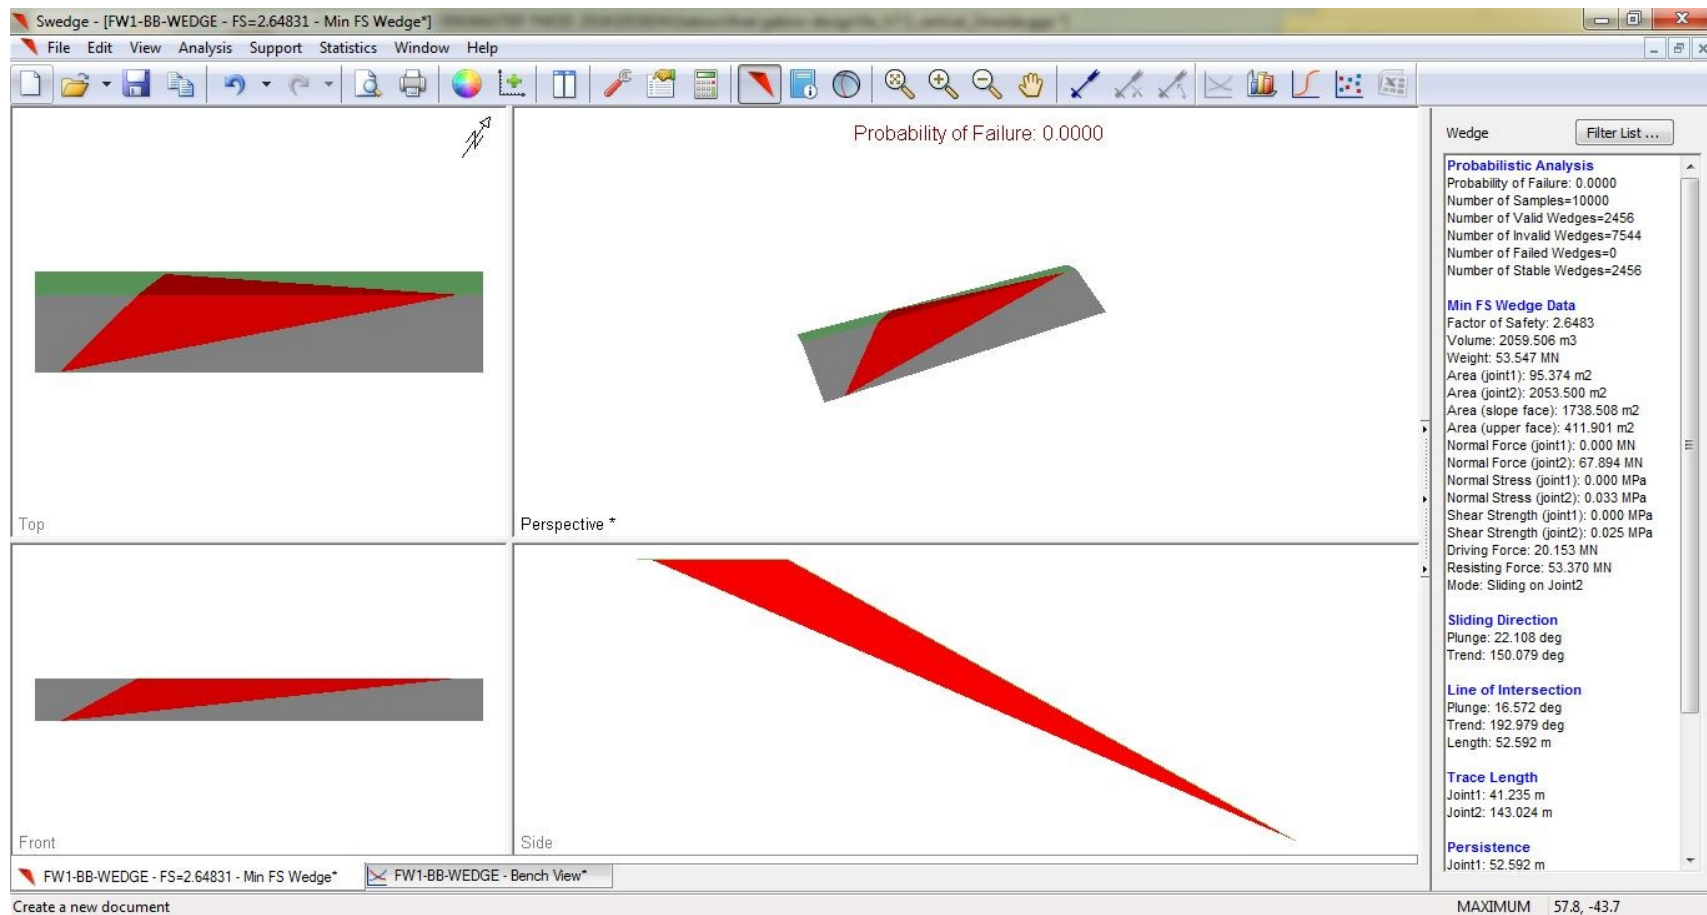 Swedge - [FW1-BB-WEDGE - FS=2.64831 - Min FS Wedge*]
File Edit View Analysis Support Statistics Window Help
N
Probability of Failure: 0.0000
Top
Perspective *
Front
Side
Wedge
Filter List ...
Probabilistic Analysis
Probability of Failure: 0.0000
Number of Samples=10000
Number of Valid Wedges=2456
Number of Invalid Wedges=7544
Number of Failed Wedges=0
Number of Stable Wedges=2456
Min FS Wedge Data
Factor of Safety: 2.6483
Volume: 2059.506 m3
Weight: 53.547 MN
Area (joint1): 95.374 m2
Area (joint2): 2053.500 m2
Area (slope face): 1738.508 m2
Area (upper face): 411.901 m2
Normal Force (joint1): 0.000 MN
Normal Force (joint2): 67.894 MN
Normal Stress (joint1): 0.000 MPa
Normal Stress (joint2): 0.033 MPa
Shear Strength (joint1): 0.000 MPa
Shear Strength (joint2): 0.025 MPa
Driving Force: 20.153 MN
Resisting Force: 53.370 MN
Mode: Sliding on Joint2
Sliding Direction
Plunge: 22.108 deg
Trend: 150.079 deg
Line of Intersection
Plunge: 16.572 deg
Trend: 192.979 deg
Length: 52.592 m
Trace Length
Joint1: 41.235 m
Joint2: 143.024 m
Persistence
Joint1: 52.592 m
FW1-BB-WEDGE - FS=2.64831 - Min FS Wedge*
FW1-BB-WEDGE - Bench View*
Create a new document
MAXIMUM 57.8, -43.7